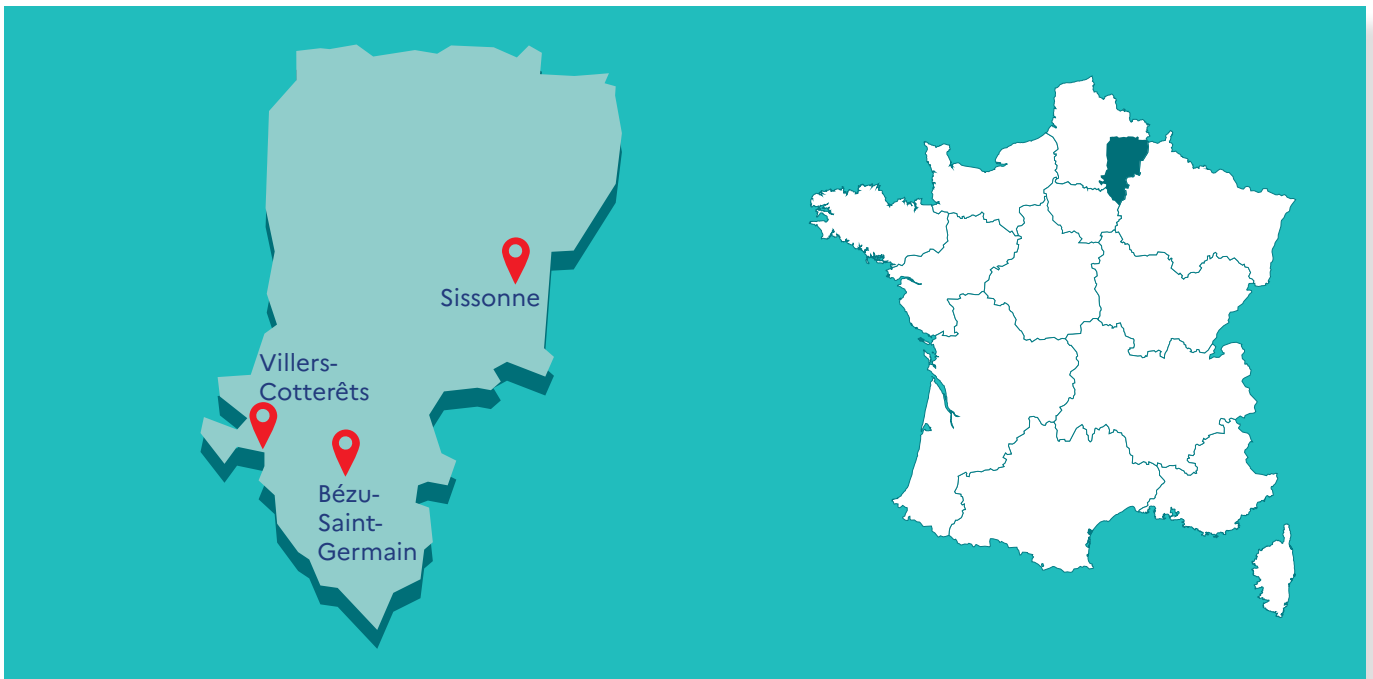 Sissonne
Villers-
Cotterêts
Bézu-
Saint-
Germain